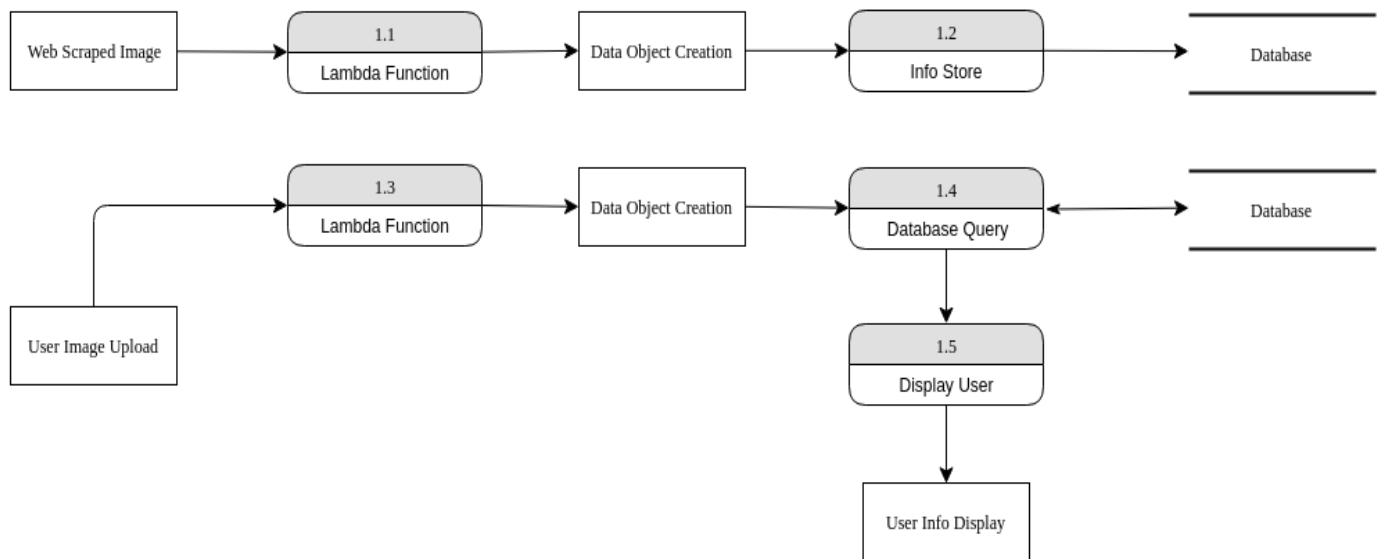 Web Scraped Image
1.1
Lambda Function
Data Object Creation
1.2
Info Store
Database
1.3
Lambda Function
Data Object Creation
1.4
Database Query
Database
User Image Upload
1.5
Display User
User Info Display